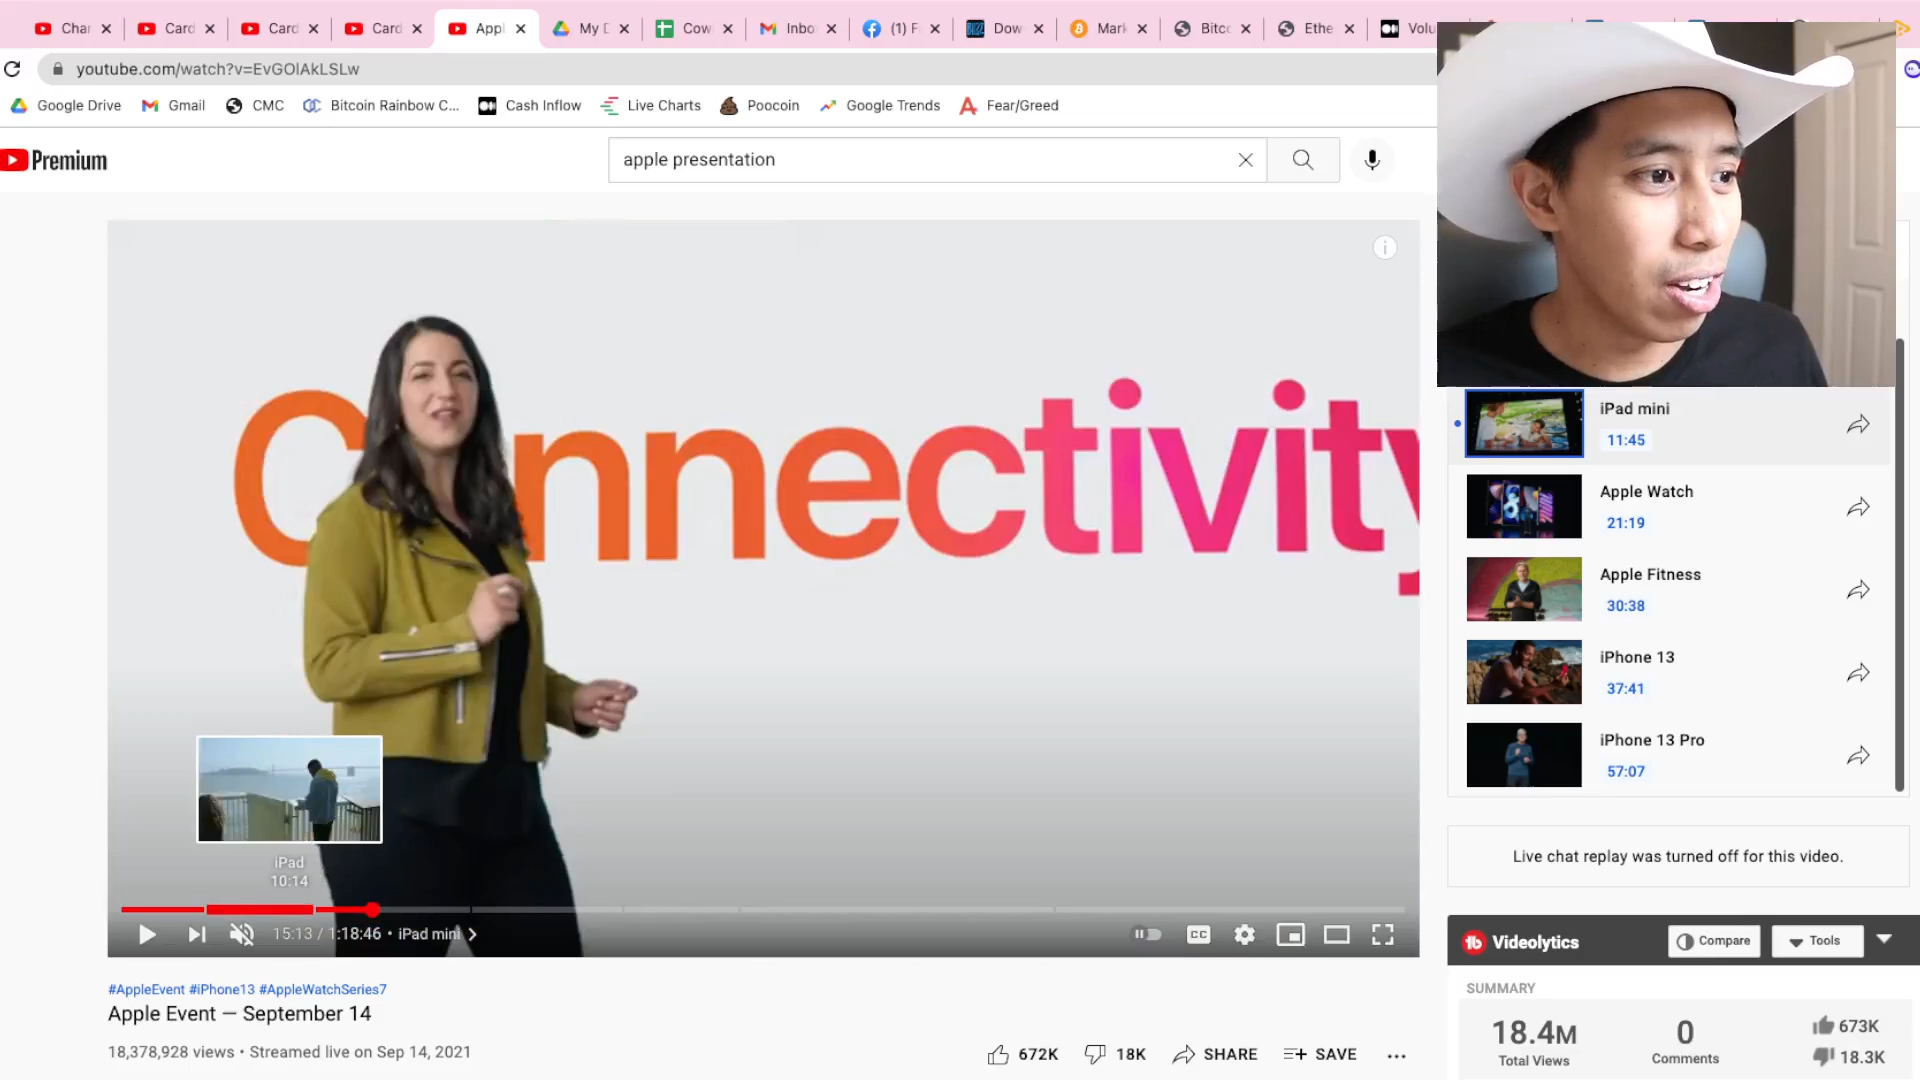 Char
Card
Card
Card
Appl
My D
Cow
Inbo
(1) F
Dow
Mark
Bitco
Ethe
Volu
youtube.com/watch?v=EvGOlAkLSLw
Google Drive
Gmail
CMC
Bitcoin Rainbow C...
Cash Inflow
Live Charts
Poocoin
Google Trends
Fear/Greed
Premium
apple presentation
Connectivity
iPad
10:14
15:13 / 1:18:46 • iPad mini
CC
iPad mini
11:45
Apple Watch
21:19
Apple Fitness
30:38
iPhone 13
37:41
iPhone 13 Pro
57:07
Live chat replay was turned off for this video.
Videolytics
Compare
Tools
SUMMARY
18.4M
Total Views
0
Comments
673K
18.3K
#AppleEvent #iPhone13 #AppleWatchSeries7
Apple Event — September 14
18,378,928 views • Streamed live on Sep 14, 2021
672K
18K
SHARE
SAVE